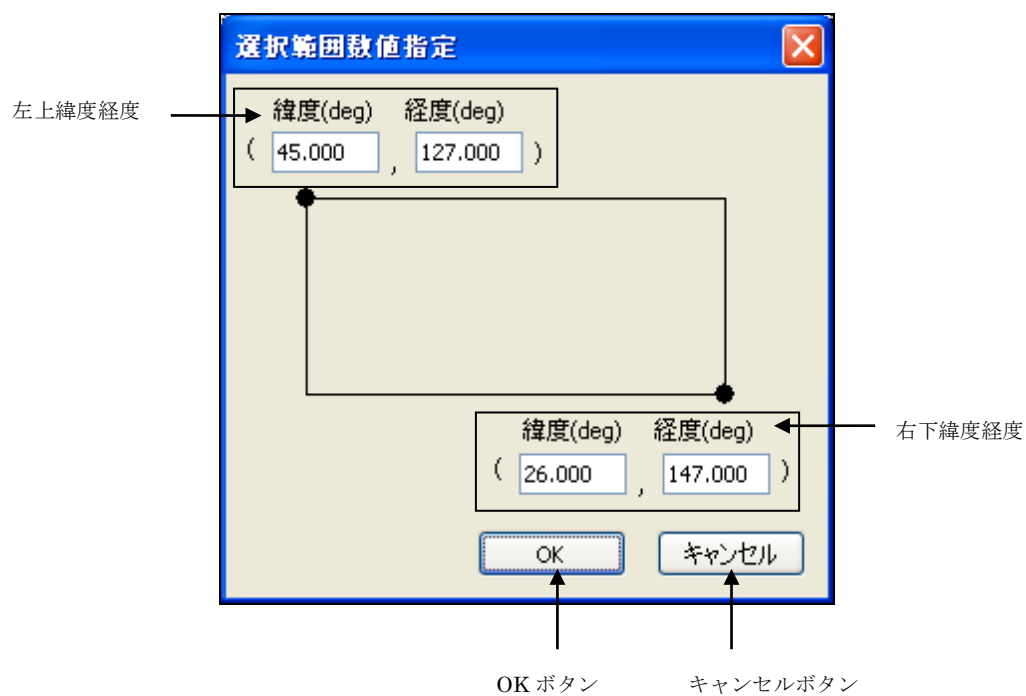 選択範囲数値指定
左上緯度経度
緯度(deg) 経度(deg)
( 45.000 , 127.000 )
緯度(deg) 経度(deg)
右下緯度経度
( 26.000 , 147.000 )
OK キャンセル
OK ボタン キャンセルボタン